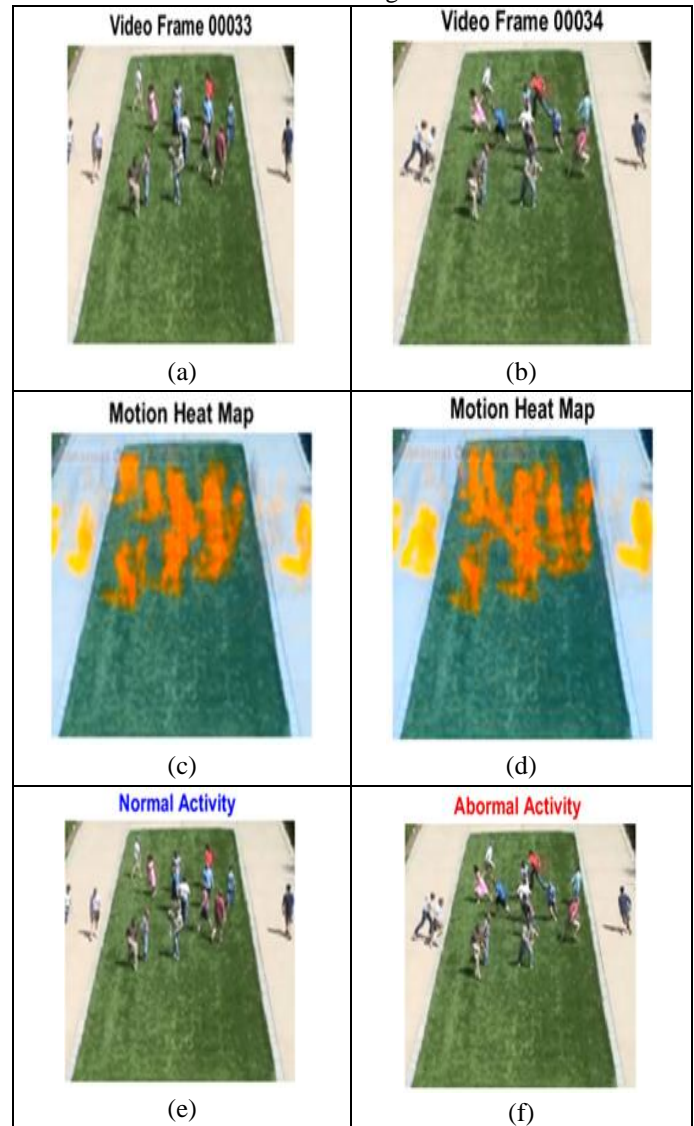 Video Frame 00033
Video Frame 00034
(a)
(b)
Motion Heat Map
Motion Heat Map
(c)
(d)
Normal Activity
Abormal Activity
(e)
(f)